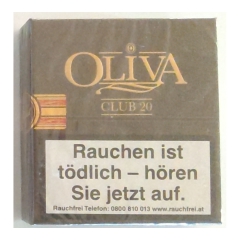 OLIVA
CLUB 20
Rauchen ist
tödlich – hören
Sie jetzt auf.
Rauchfrei Telefon: 0800 810 013 www.rauchfrei.at